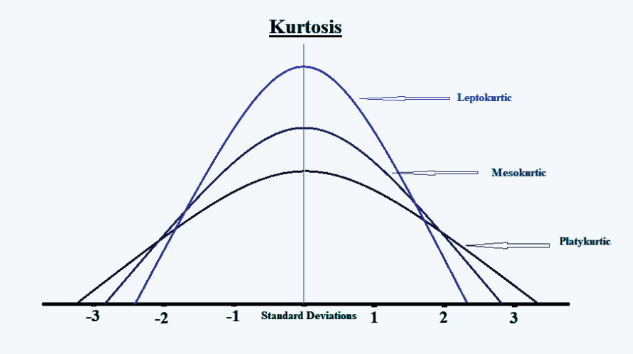 Kurtosis
Leptokurtic
Mesokurtic
Platykurtic
-3 -2 -1 Standard Deviations 1 2 3